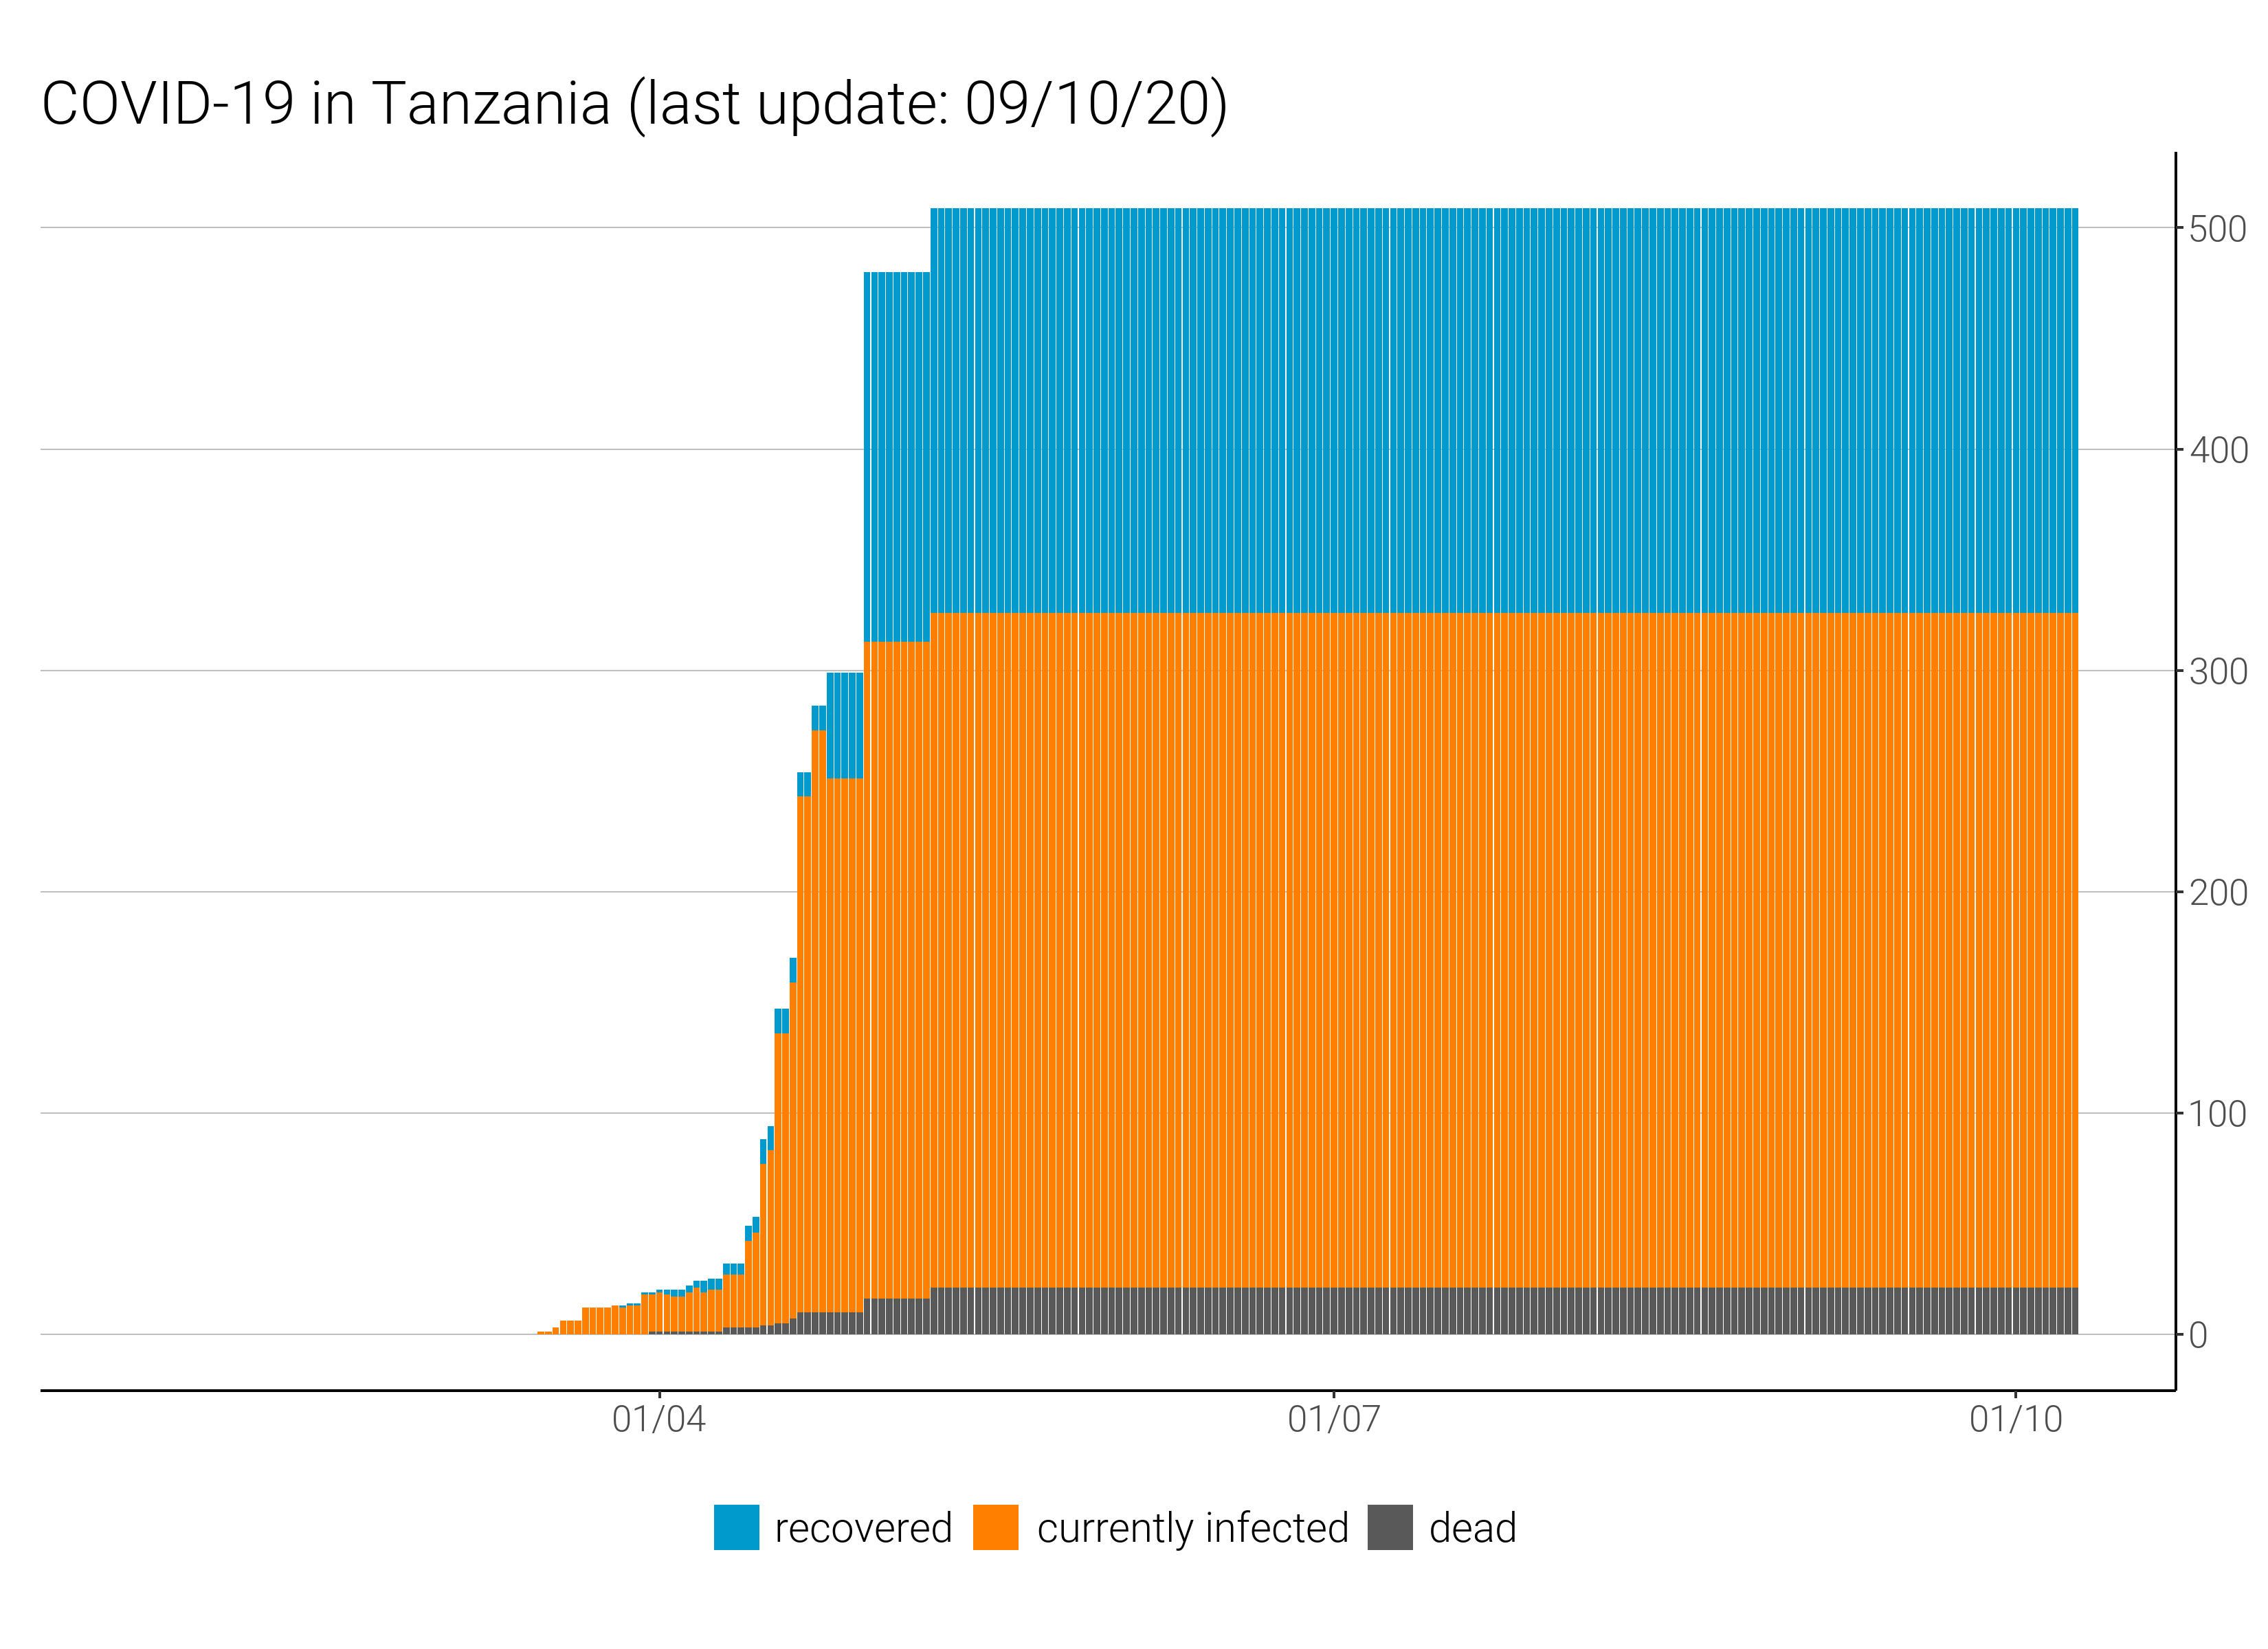 COVID-19 in Tanzania (last update: 09/10/20)
500
400
300
200
100
0
01/04 01/07 01/10
recovered currently infected dead